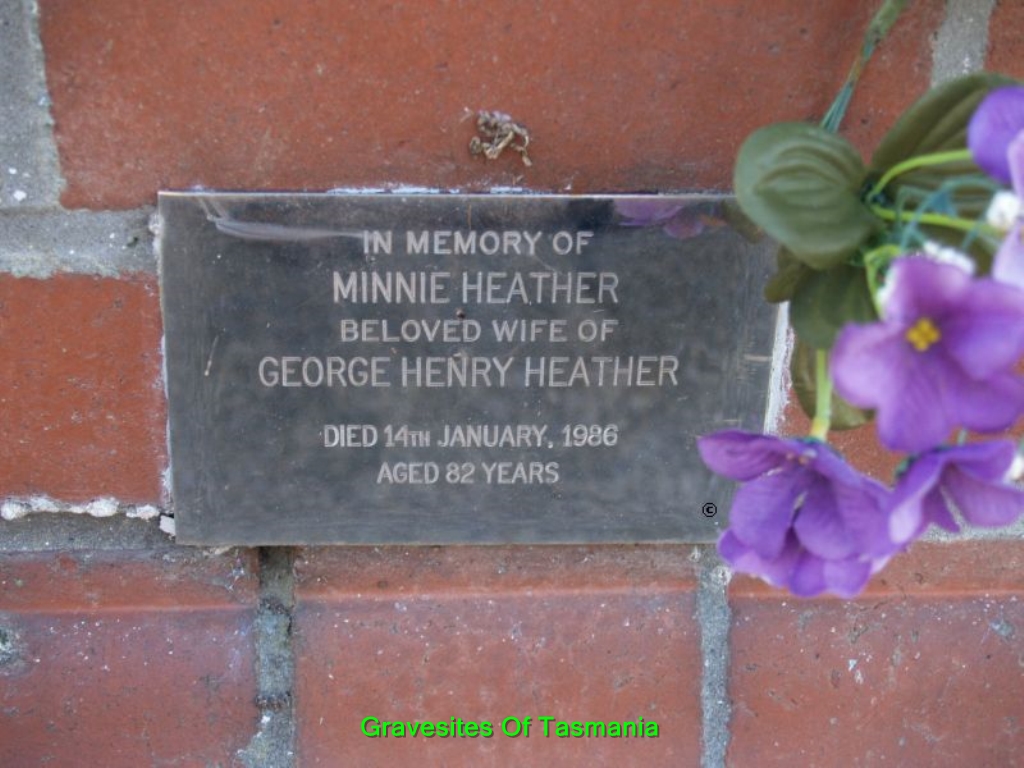 IN MEMORY OF
MINNIE HEATHER
BELOVED WIFE OF
GEORGE HENRY HEATHER
DIED 14TH JANUARY, 1986
AGED 82 YEARS
©
Gravesites Of Tasmania